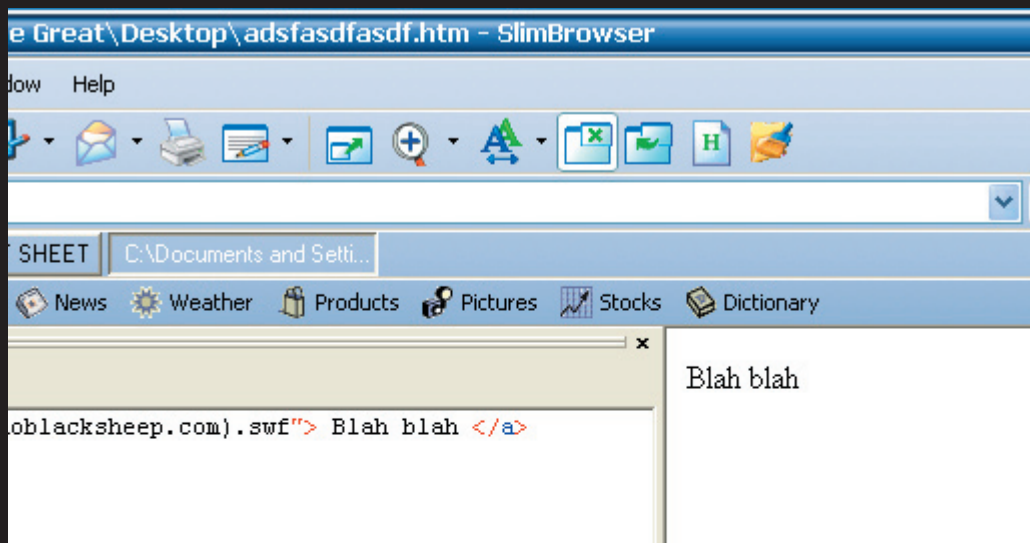 e Great\Desktop\adsfasdfasdf.htm - SlimBrowser
dow Help
H
SHEET C:\Documents and Setti...
News Weather Products Pictures Stocks Dictionary
x
Blah blah
oblacksheep.com).swf"> Blah blah </a>